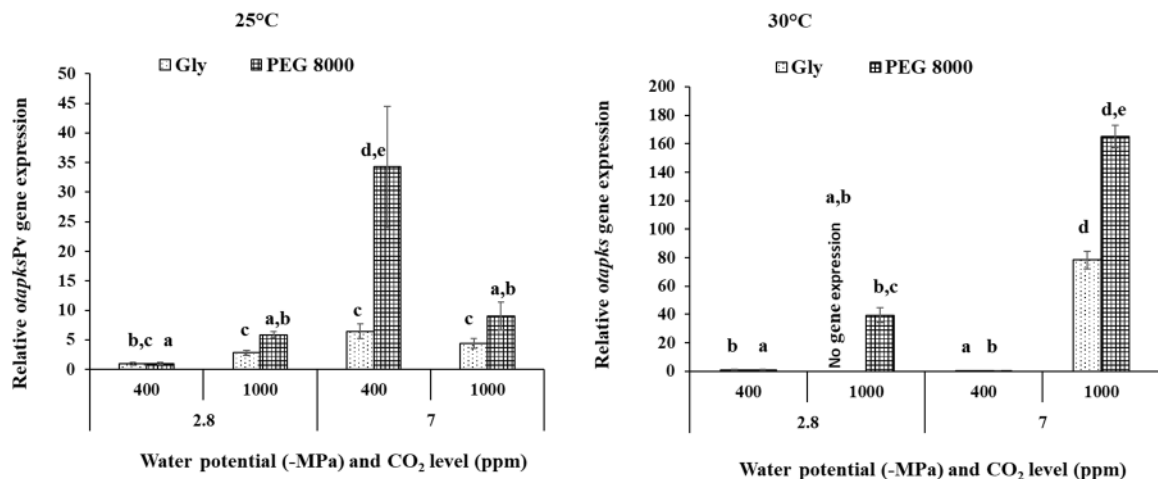 25°C
Gly PEG 8000
50
45
40
35
30
25
20
15
10
5
0
Relative otapksPv gene expression
b,c a
c a,b
c d,e
c a,b
400 1000 400 1000
2.8 7
Water potential (-MPa) and CO₂ level (ppm)
30°C
Gly PEG 8000
200
180
160
140
120
100
80
60
40
20
0
Relative otapks gene expression
b a
a,b
No gene expression
b,c
a b
d
d,e
400 1000 400 1000
2.8 7
Water potential (-MPa) and CO₂ level (ppm)